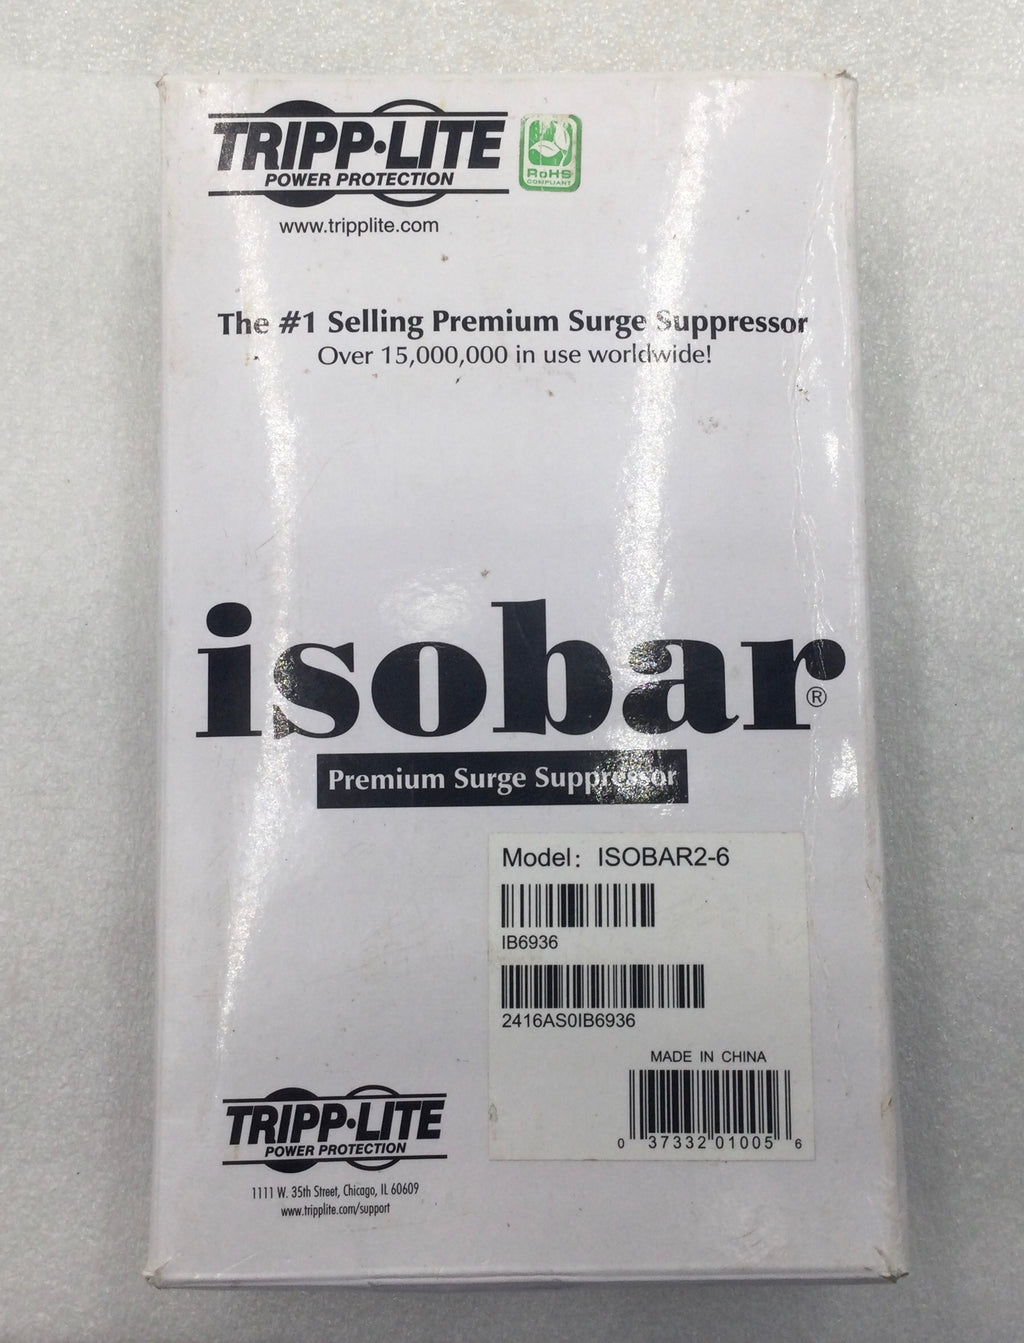 TRIPP·LITE
POWER PROTECTION
RoHS
COMPLIANT
www.tripplite.com
The #1 Selling Premium Surge Suppressor
Over 15,000,000 in use worldwide!
isobar®
Premium Surge Suppressor
Model: ISOBAR2-6
IB6936
2416AS0IB6936
MADE IN CHINA
0 37332 01005 6
TRIPP·LITE
POWER PROTECTION
1111 W. 35th Street, Chicago, IL 60609
www.tripplite.com/support